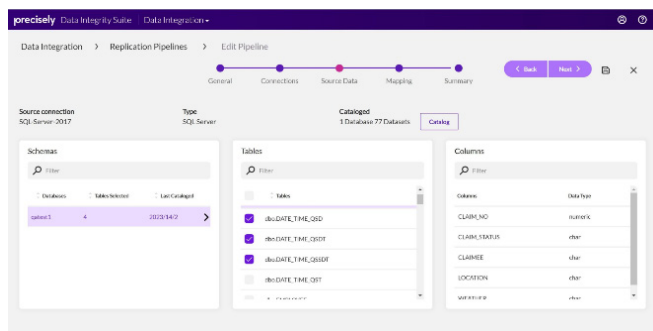 precisely Data Integrity Suite Data Integration
Data Integration > Replication Pipelines > Edit Pipeline
General Connections Source Data Mapping Summary
< Back Next >
Source connection Type Cataloged
SQL-Server-2017 SQL Server 1 Database 77 Datasets Catalog
Schemas Tables Columns
Filter Filter Filter
Databases Tables Selected Last Cataloged Tables Columns Data Type
4 2023/14/2 dbo.DATE_TIME_QSD CLAIM_NO numeric
dbo.DATE_TIME_QSDT CLAIM_STATUS char
dbo.DATE_TIME_QSSDT CLAIMEE char
dbo.DATE_TIME_QST LOCATION char
WEATHER char